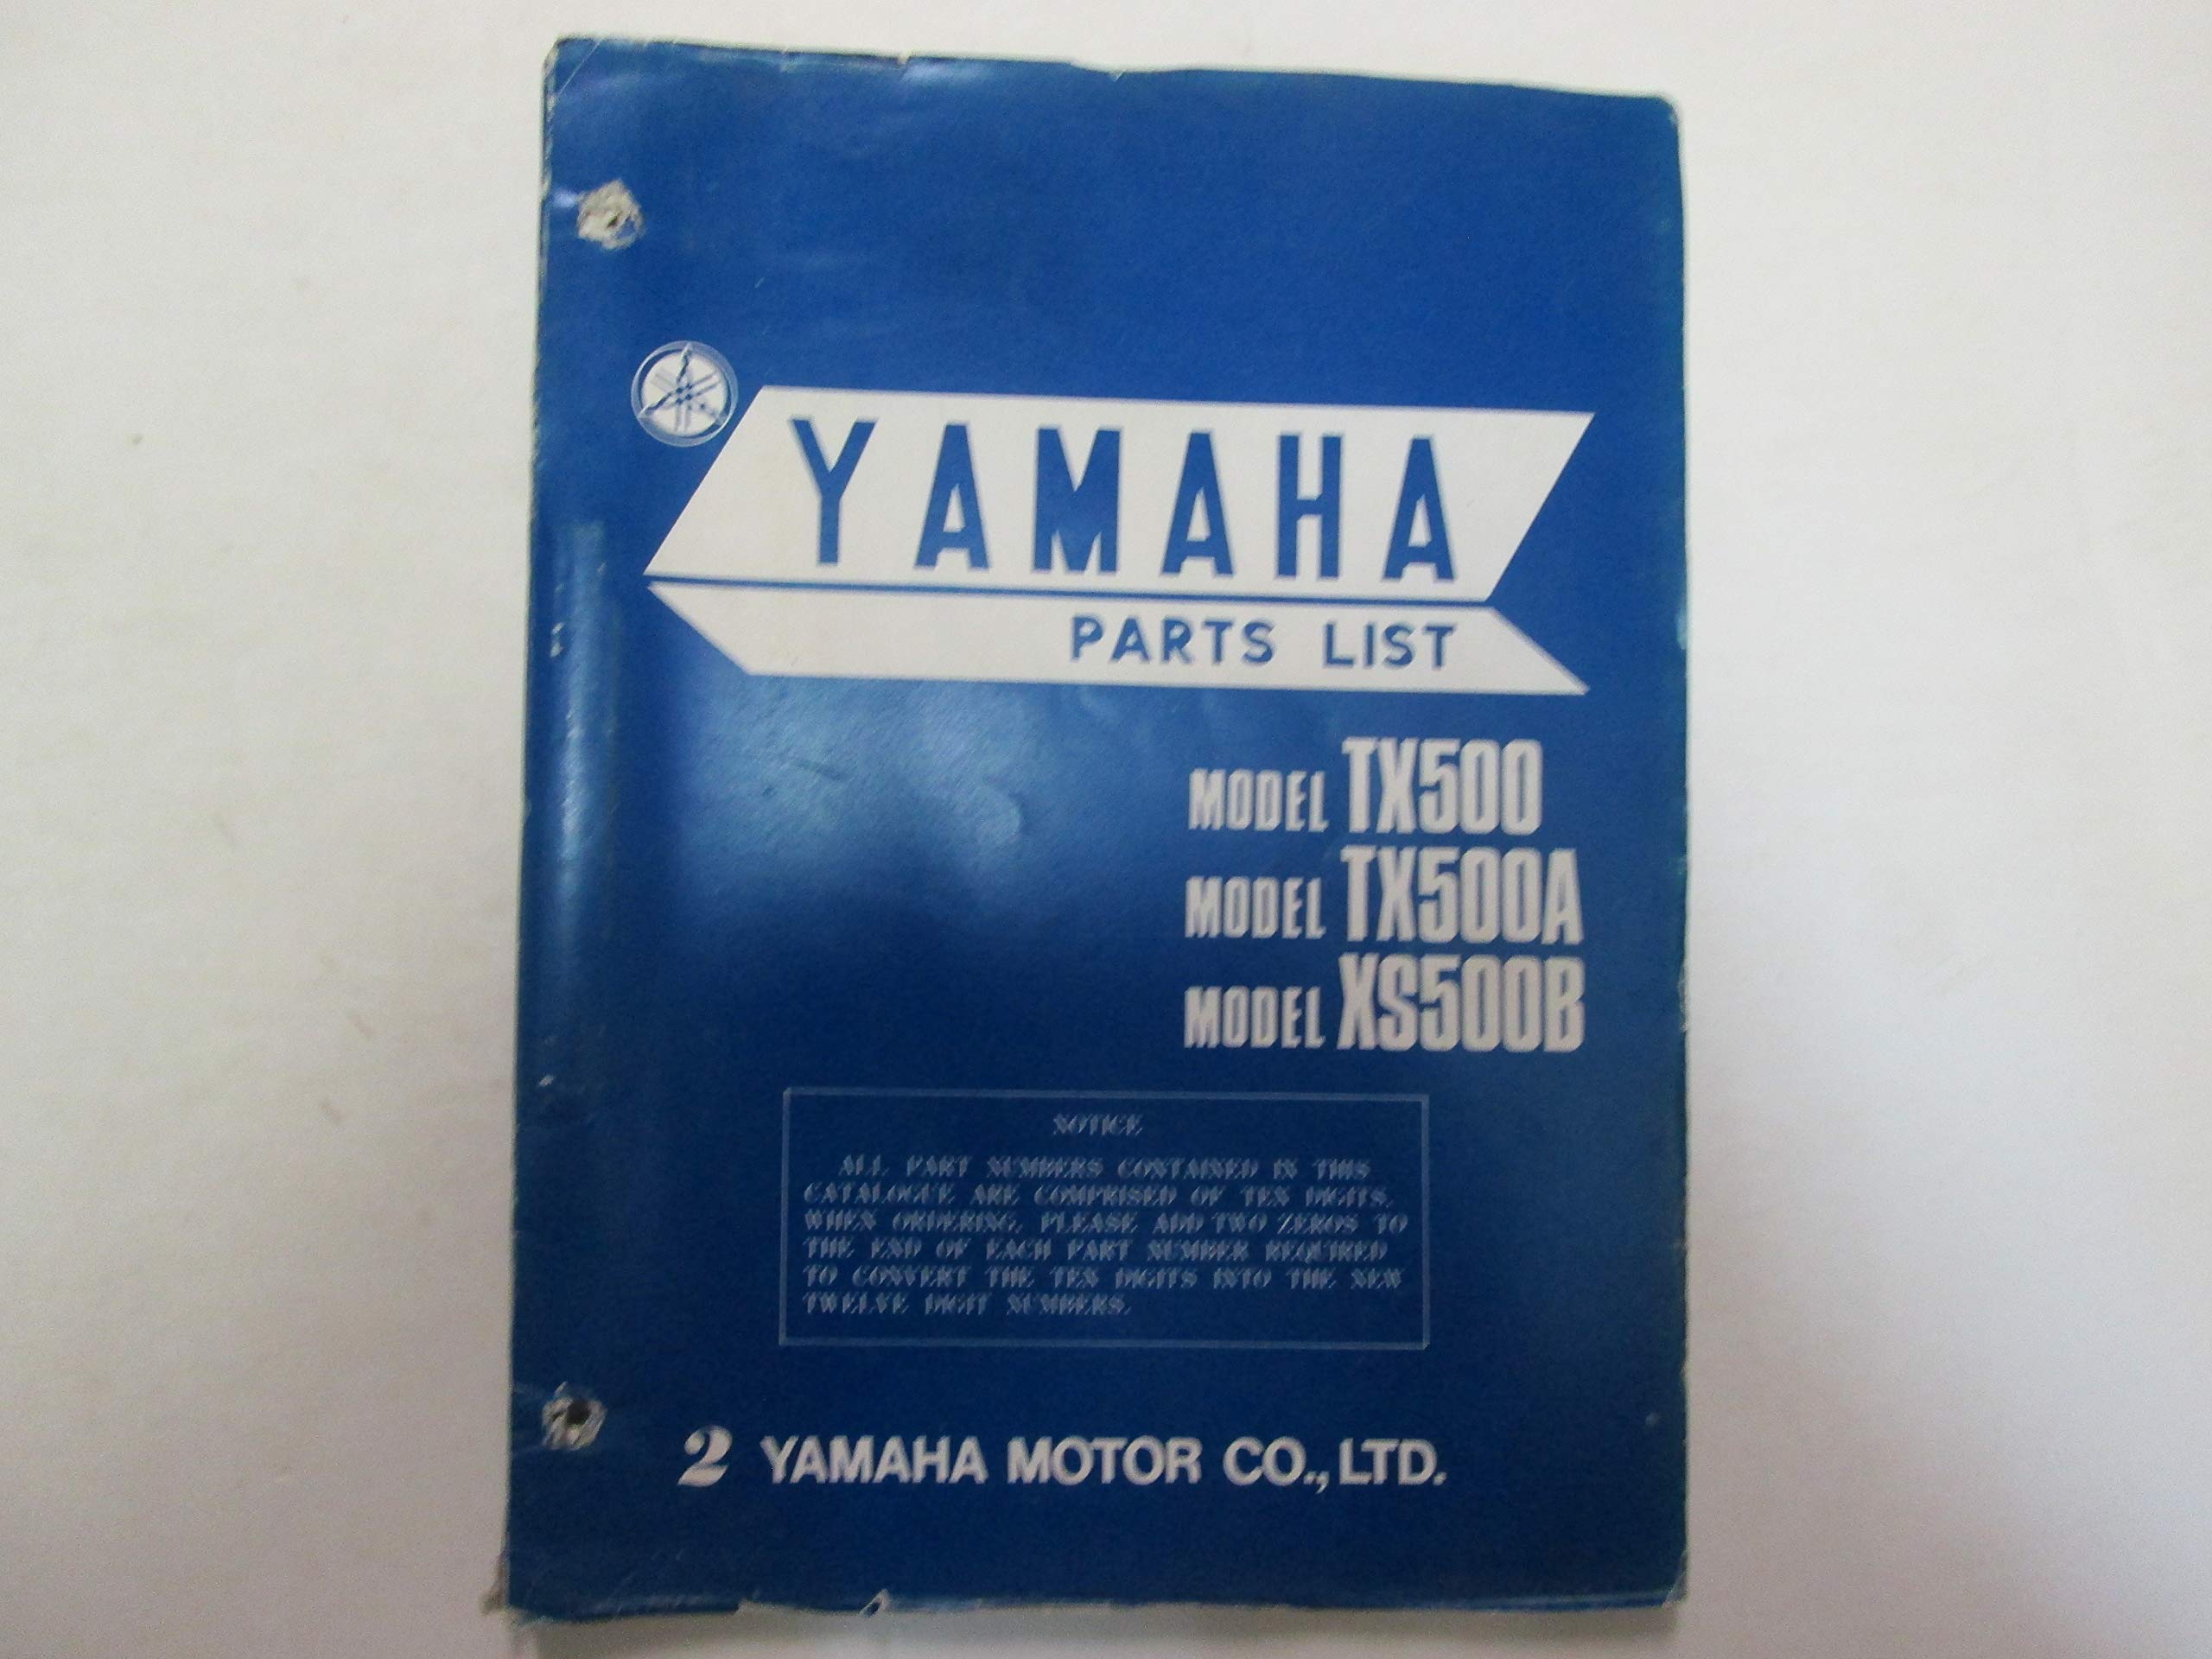 YAMAHA
PARTS LIST
MODEL TX500
MODEL TX500A
MODEL XS500B
NOTICE
ALL PART NUMBERS CONTAINED IN THIS
CATALOGUE ARE COMPRISED OF TEN DIGITS.
WHEN ORDERING, PLEASE ADD TWO ZEROS TO
THE END OF EACH PART NUMBER REQUIRED
TO CONVERT THE TEN DIGITS INTO THE NEW
TWELVE DIGIT NUMBERS.
2 YAMAHA MOTOR CO., LTD.